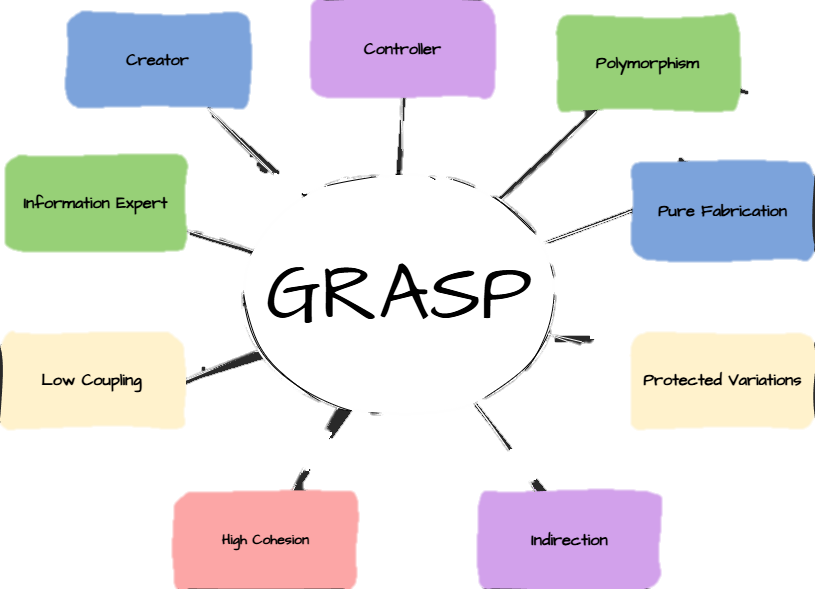 Creator
Controller
Polymorphism
Information Expert
Pure Fabrication
GRASP
Low Coupling
Protected Variations
High Cohesion
Indirection